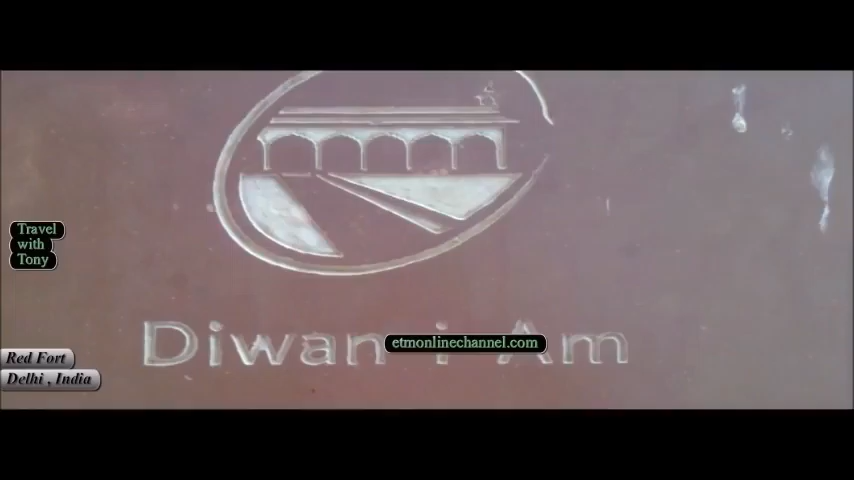 Travel
with
Tony
Diwan i Am
etmonlinechannel.com
Red Fort
Delhi , India